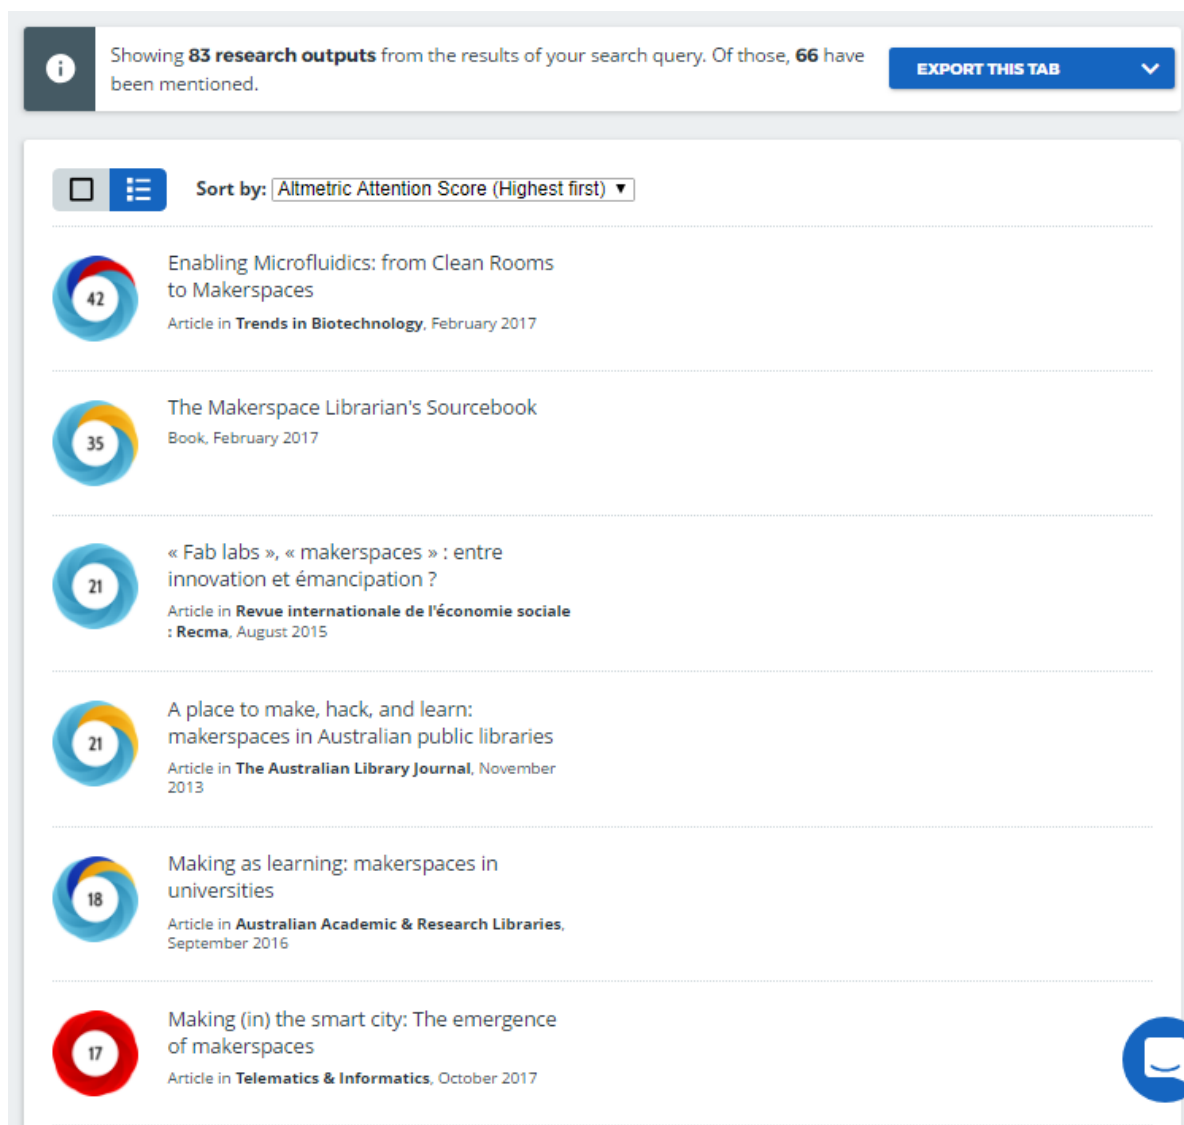 Showing 83 research outputs from the results of your search query. Of those, 66 have
been mentioned.
EXPORT THIS TAB
Sort by: Altmetric Attention Score (Highest first)
42
Enabling Microfluidics: from Clean Rooms
to Makerspaces
Article in Trends in Biotechnology, February 2017
35
The Makerspace Librarian's Sourcebook
Book, February 2017
21
« Fab labs », « makerspaces » : entre
innovation et émancipation ?
Article in Revue internationale de l'économie sociale
: Recma, August 2015
21
A place to make, hack, and learn:
makerspaces in Australian public libraries
Article in The Australian Library Journal, November
2013
18
Making as learning: makerspaces in
universities
Article in Australian Academic & Research Libraries,
September 2016
17
Making (in) the smart city: The emergence
of makerspaces
Article in Telematics & Informatics, October 2017